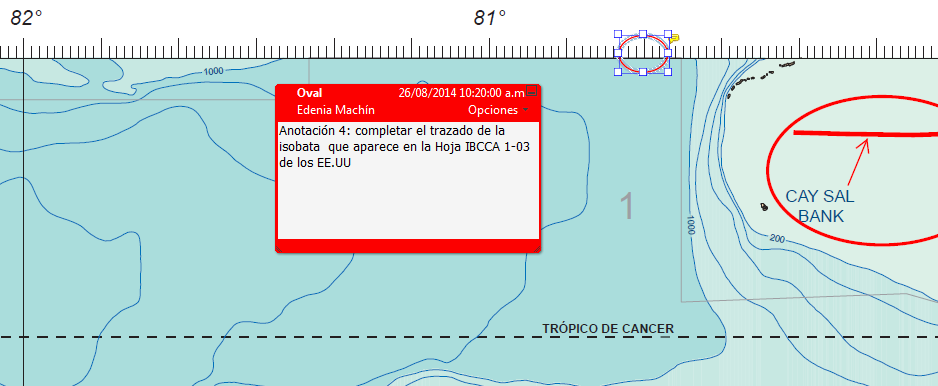 82°
81°
1000
Oval
26/08/2014 10:20:00 a.m
Edenia Machín
Opciones
Anotación 4: completar el trazado de la
isobata que aparece en la Hoja IBCCA 1-03
de los EE.UU
1
CAY SAL
BANK
1000
200
TRÓPICO DE CANCER